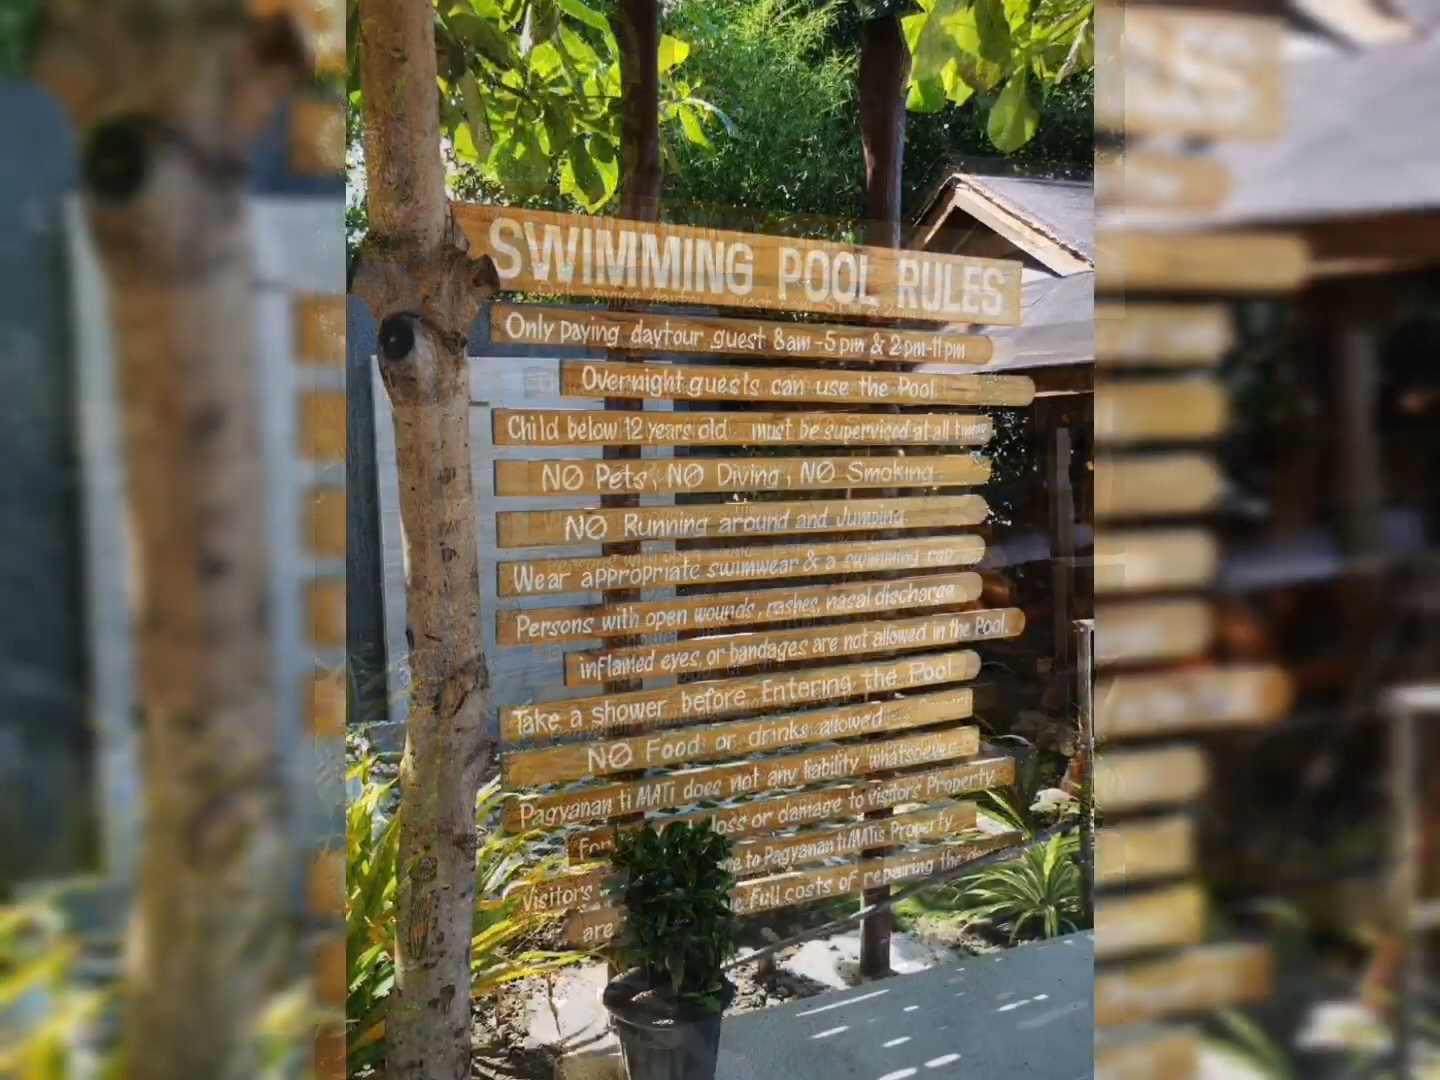 SWIMMING POOL RULES
Only paying daytour guest 8am-5pm & 2pm-11pm
Overnight guests can use the Pool
Child below 12 years old must be supervised at all times
NO Pets, NO Diving, NO Smoking
NO Running around and Jumping
Wear appropriate swimwear & a swimming cap
Persons with open wounds, rashes, nasal discharge
inflamed eyes, or bandages are not allowed in the Pool.
Take a shower before Entering the Pool
NO Food or drinks allowed
Pagyanan ti MATi does not any liability whatsoever
For loss or damage to visitors Property.
Visitors to Pagyanan ti MATis Property
are full costs of repairing the